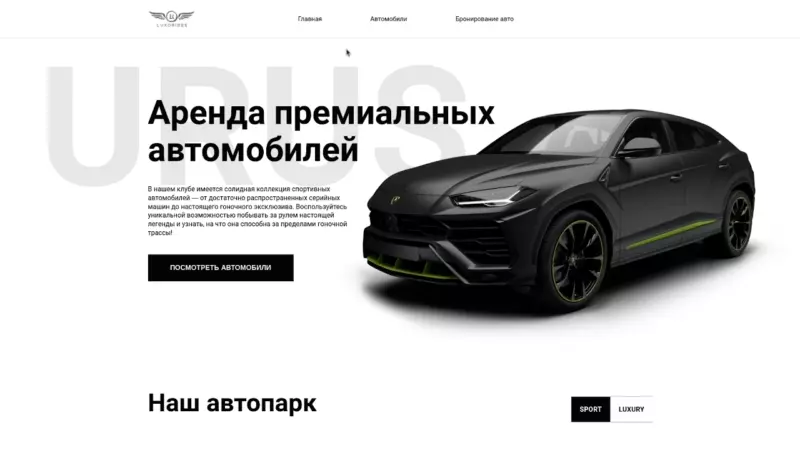 LUXORIDES
Главная
Автомобили
Бронирование авто
URUS
Аренда премиальных
автомобилей
В нашем клубе имеется солидная коллекция спортивных
автомобилей — от достаточно распространенных серийных
машин до настоящего гоночного эксклюзива. Воспользуйтесь
уникальной возможностью побывать за рулем настоящей
легенды и узнать, на что она способна за пределами гоночной
трассы!
ПОСМОТРЕТЬ АВТОМОБИЛИ
Наш автопарк
SPORT
LUXURY